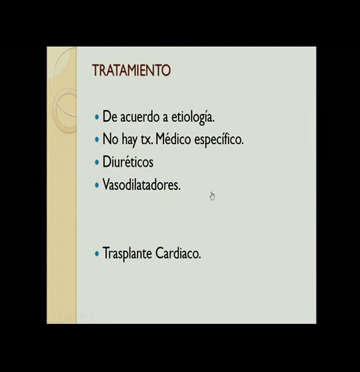 TRATAMIENTO
De acuerdo a etiología.
No hay tx. Médico específico.
Diuréticos
Vasodilatadores.
Trasplante Cardiaco.